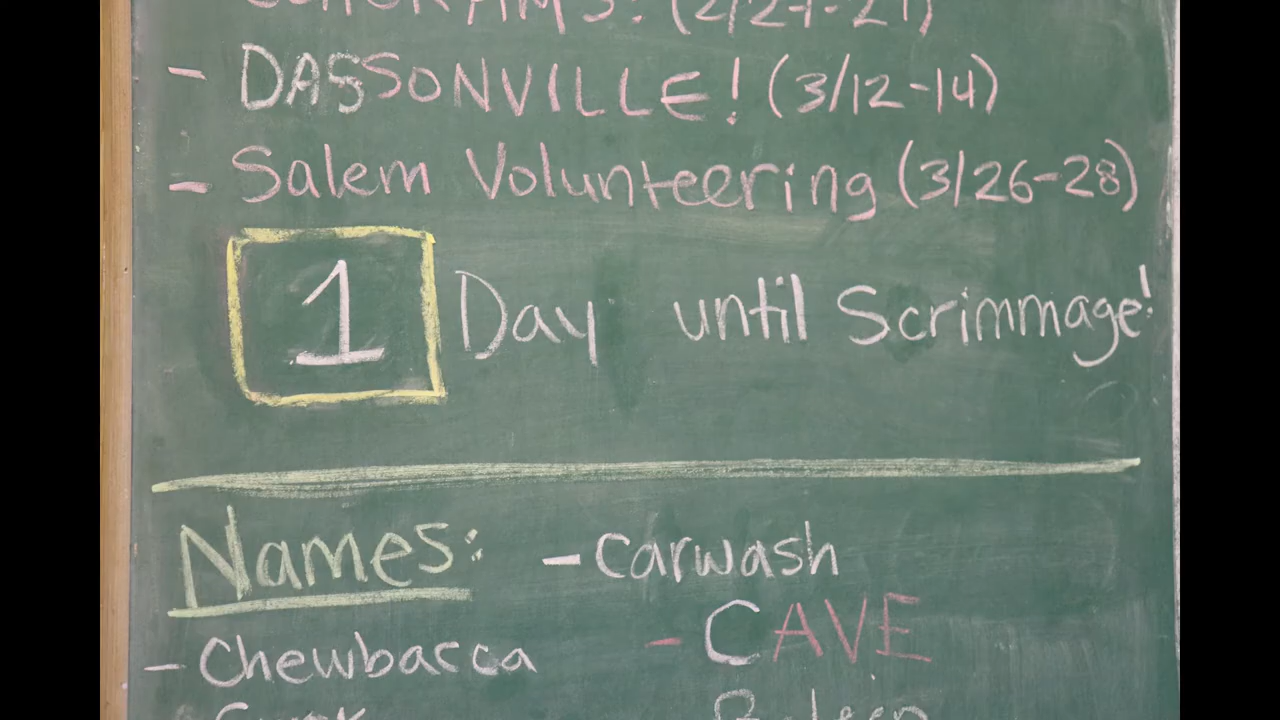 - DASSONVILLE! (3/12-14)
- Salem Volunteering (3/26-28)
1 Day until Scrimmage!
Names:
- Carwash
- CAVE
- Chewbacca